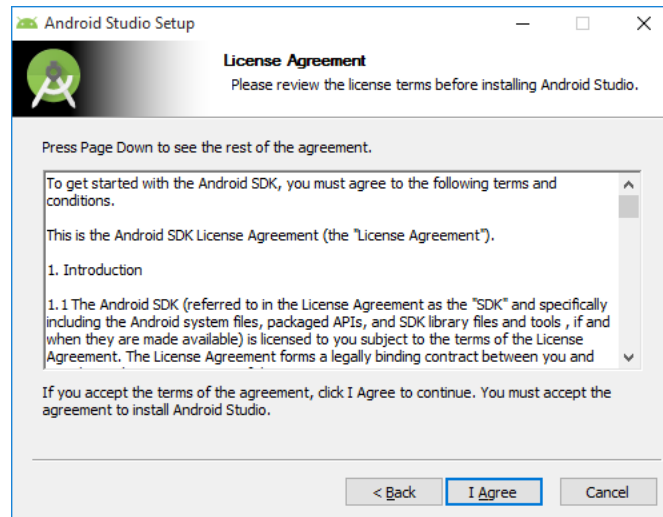 Android Studio Setup
License Agreement
Please review the license terms before installing Android Studio.
Press Page Down to see the rest of the agreement.
To get started with the Android SDK, you must agree to the following terms and
conditions.
This is the Android SDK License Agreement (the "License Agreement").
1. Introduction
1.1 The Android SDK (referred to in the License Agreement as the "SDK" and specifically
including the Android system files, packaged APIs, and SDK library files and tools , if and
when they are made available) is licensed to you subject to the terms of the License
Agreement. The License Agreement forms a legally binding contract between you and
If you accept the terms of the agreement, click I Agree to continue. You must accept the
agreement to install Android Studio.
< Back
I Agree
Cancel